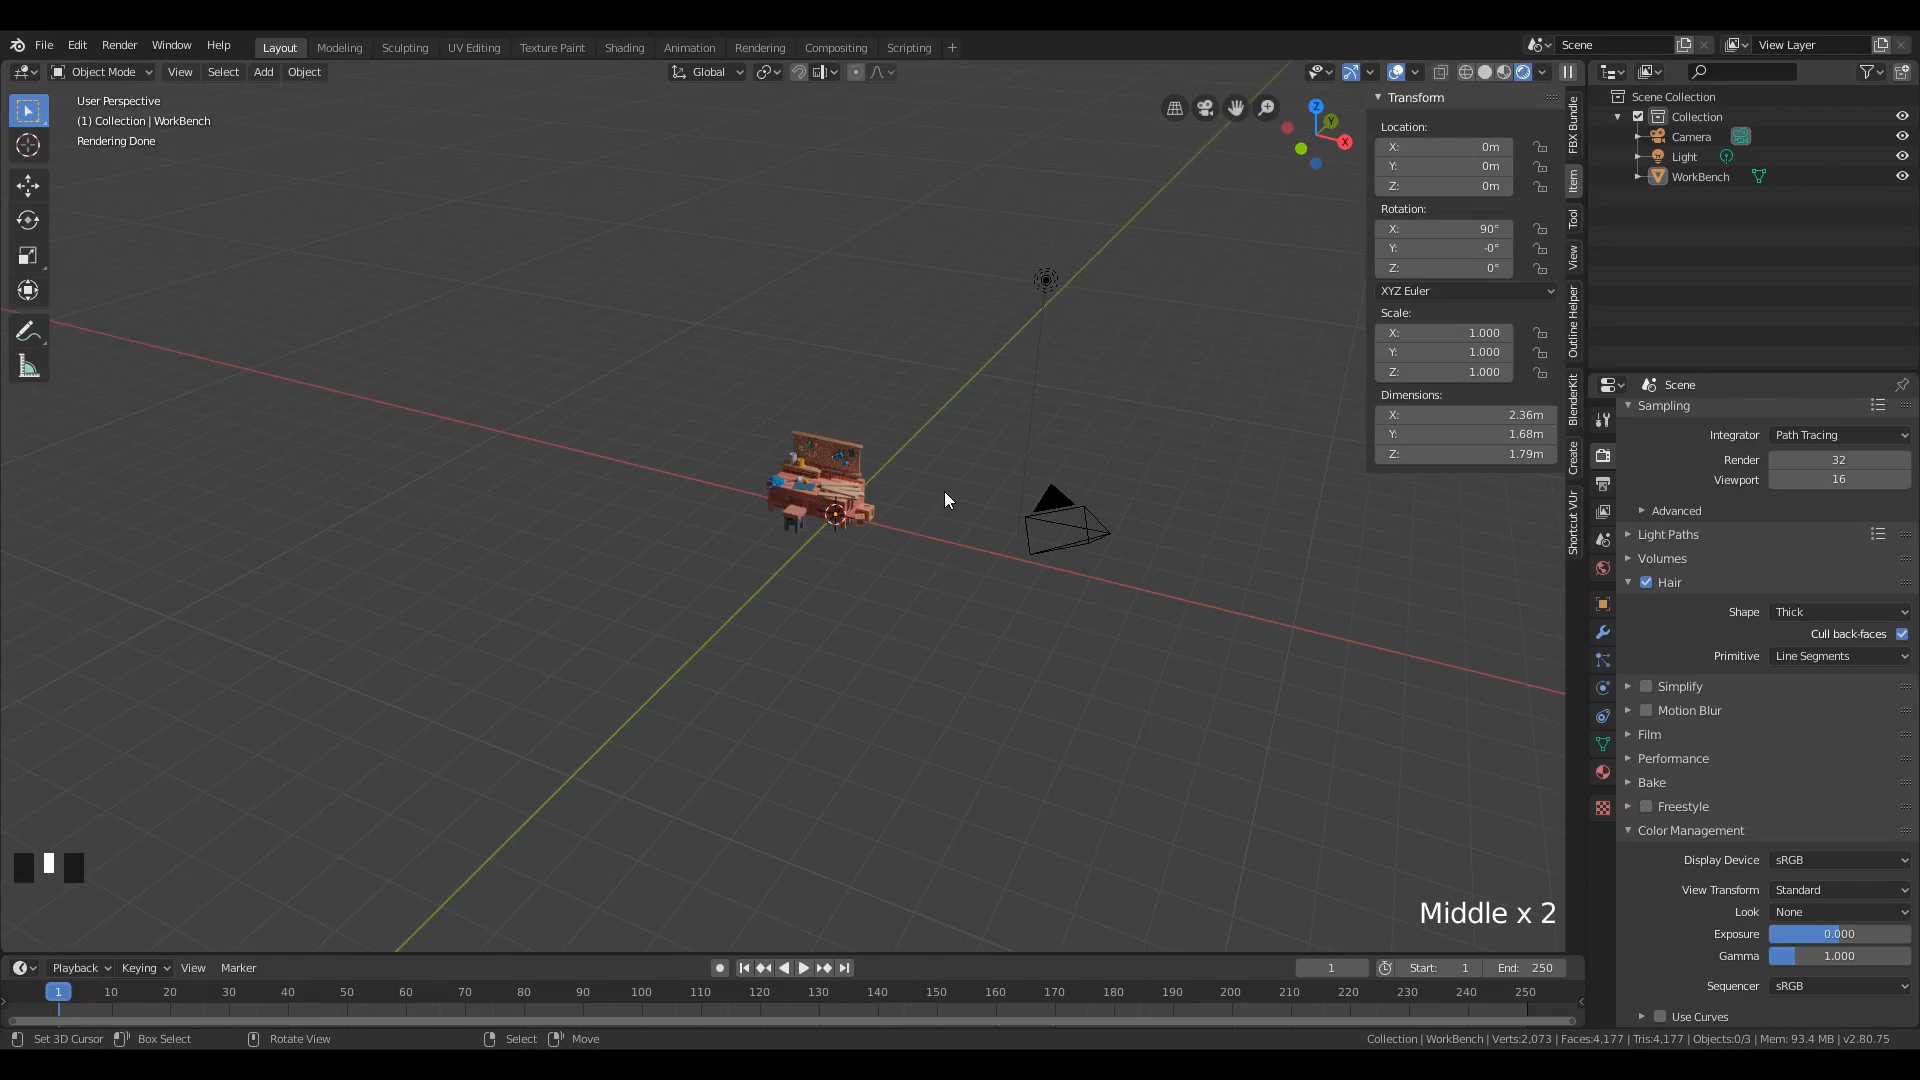 File Edit Render Window Help Layout Modeling Sculpting UV Editing Texture Paint Shading Animation Rendering Compositing Scripting + Scene View Layer
Object Mode View Select Add Object Global
User Perspective
(1) Collection | WorkBench
Rendering Done
Z
Y
X
Transform
Location:
X: 0m
Y: 0m
Z: 0m
Rotation:
X: 90°
Y: -0°
Z: 0°
XYZ Euler
Scale:
X: 1.000
Y: 1.000
Z: 1.000
Dimensions:
X: 2.36m
Y: 1.68m
Z: 1.79m
FBX Bundle
Item
Tool
View
Outline Helper
BlenderKit
Create
Shortcut VUr
Scene Collection
Collection
Camera
Light
WorkBench
Scene
Sampling
Integrator Path Tracing
Render 32
Viewport 16
Advanced
Light Paths
Volumes
Hair
Shape Thick
Cull back-faces
Primitive Line Segments
Simplify
Motion Blur
Film
Performance
Bake
Freestyle
Color Management
Display Device sRGB
View Transform Standard
Look None
Exposure 0.000
Gamma 1.000
Sequencer sRGB
Use Curves
Middle x 2
Playback Keying View Marker 1 Start: 1 End: 250
1 10 20 30 40 50 60 70 80 90 100 110 120 130 140 150 160 170 180 190 200 210 220 230 240 250
Set 3D Cursor Box Select Rotate View Select Move Collection | WorkBench | Verts:2,073 | Faces:4,177 | Tris:4,177 | Objects:0/3 | Mem: 93.4 MB | v2.80.75